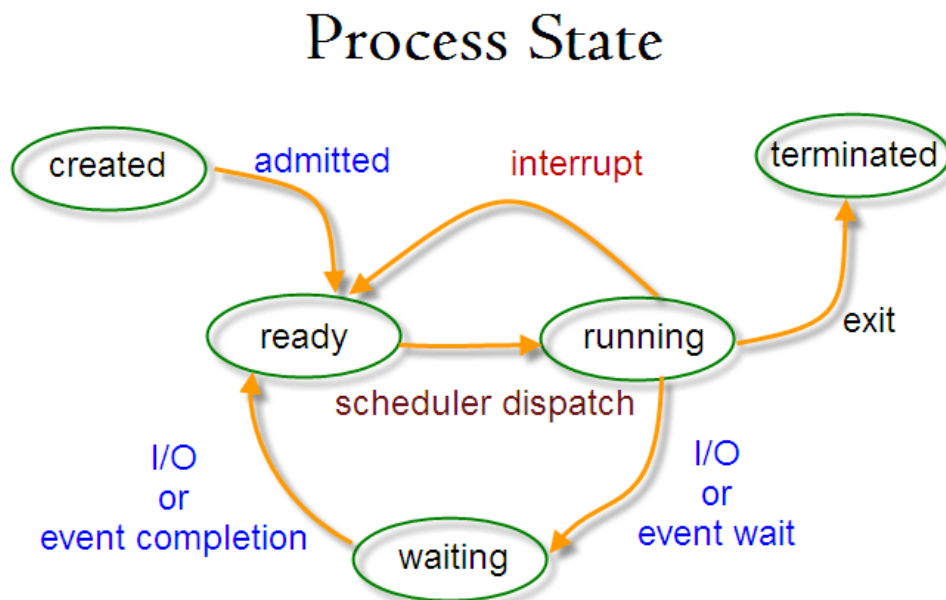 Process State
created
admitted
interrupt
terminated
ready
running
exit
scheduler dispatch
I/O
or
event completion
I/O
or
event wait
waiting